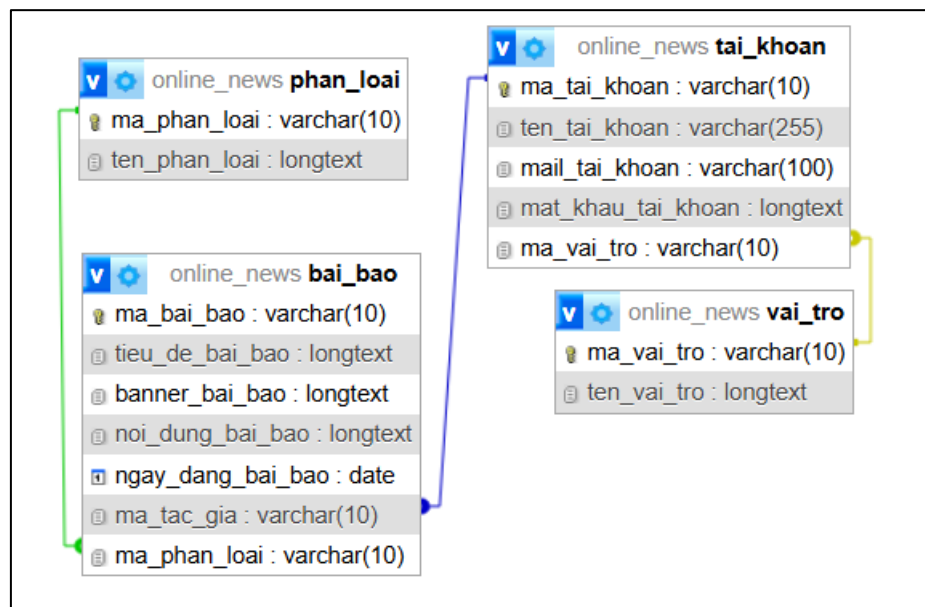 online_news phan_loai
ma_phan_loai : varchar(10)
ten_phan_loai : longtext
online_news tai_khoan
ma_tai_khoan : varchar(10)
ten_tai_khoan : varchar(255)
mail_tai_khoan : varchar(100)
mat_khau_tai_khoan : longtext
ma_vai_tro : varchar(10)
online_news bai_bao
ma_bai_bao : varchar(10)
tieu_de_bai_bao : longtext
banner_bai_bao : longtext
noi_dung_bai_bao : longtext
ngay_dang_bai_bao : date
ma_tac_gia : varchar(10)
ma_phan_loai : varchar(10)
online_news vai_tro
ma_vai_tro : varchar(10)
ten_vai_tro : longtext